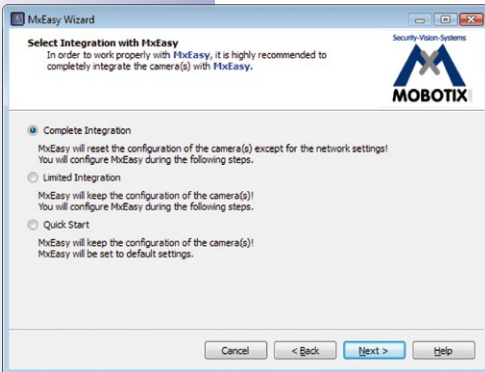 MxEasy Wizard
Select Integration with MxEasy
In order to work properly with MxEasy, it is highly recommended to
completely integrate the camera(s) with MxEasy.
Security-Vision-Systems
MOBOTIX
Complete Integration
MxEasy will reset the configuration of the camera(s) except for the network settings!
You will configure MxEasy during the following steps.
Limited Integration
MxEasy will keep the configuration of the camera(s)!
You will configure MxEasy during the following steps.
Quick Start
MxEasy will keep the configuration of the camera(s)!
MxEasy will be set to default settings.
Cancel < Back Next > Help